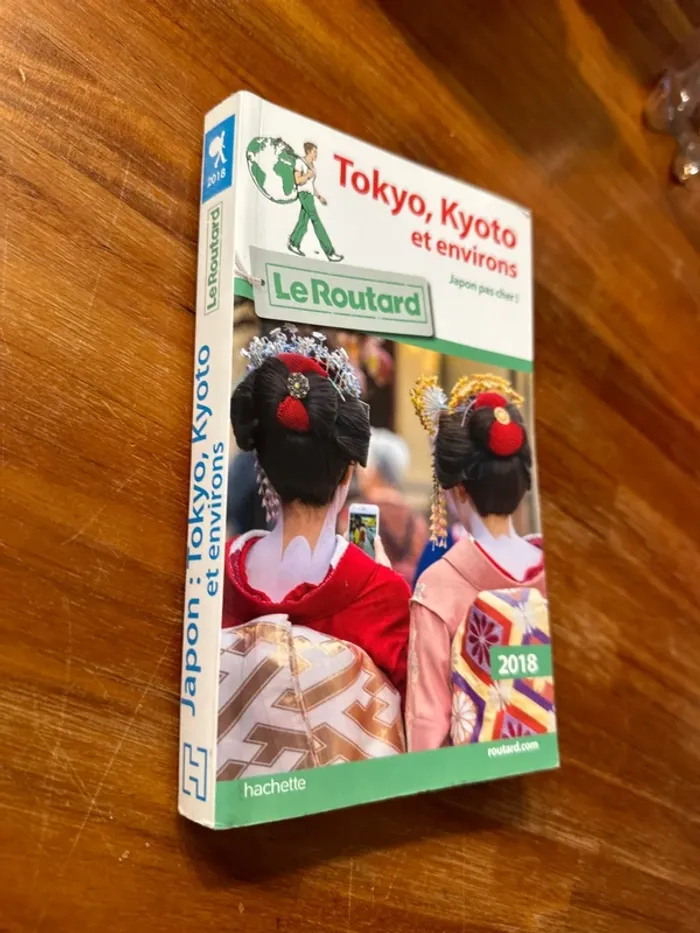 2018
Le Routard
Japon : Tokyo, Kyoto
et environs
Tokyo, Kyoto
et environs
Japon pas cher !
Le Routard
2018
routard.com
hachette